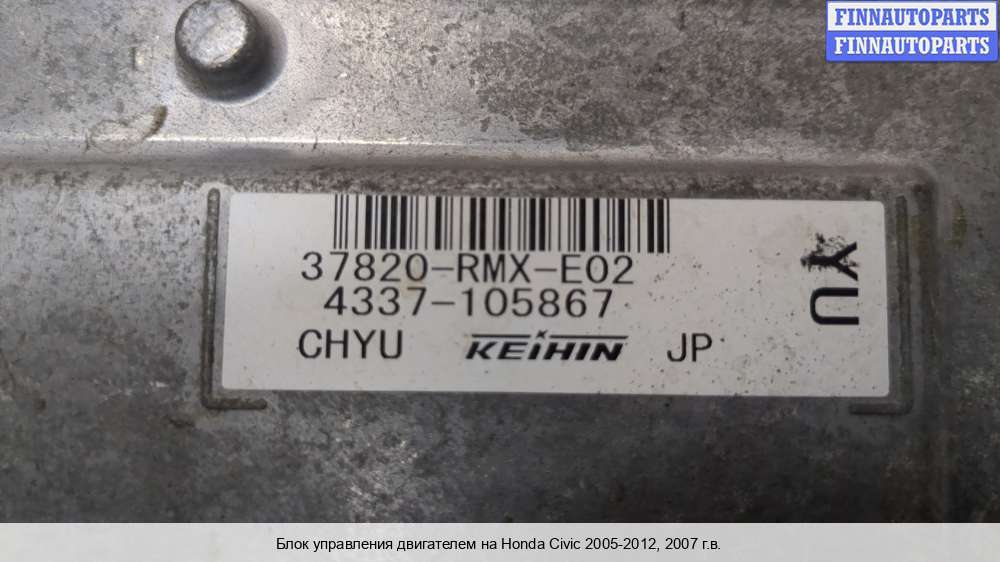 FINNAUTOPARTS
FINNAUTOPARTS
37820-RMX-E02
4337-105867
CHYU KEIHIN JP
YU
Блок управления двигателем на Honda Civic 2005-2012, 2007 г.в.